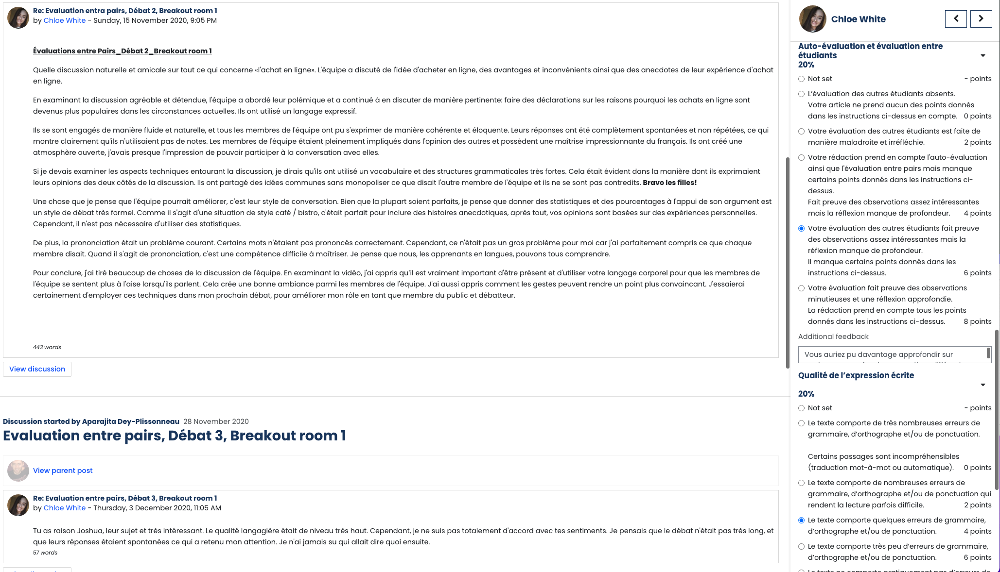 Re: Evaluation entra pairs, Débat 2, Breakout room 1
by Chloe White - Sunday, 15 November 2020, 9:05 PM
Évaluations entre Pairs_Débat 2_Breakout room 1
Quelle discussion naturelle et amicale sur tout ce qui concerne «l'achat en ligne». L'équipe a discuté de l'idée d'acheter en ligne, des avantages et inconvénients ainsi que des anecdotes de leur expérience d'achat
en ligne.
En examinant la discussion agréable et détendue, l'équipe a abordé leur polémique et a continué à en discuter de manière pertinente: faire des déclarations sur les raisons pourquoi les achats en ligne sont
devenus plus populaires dans les circonstances actuelles. Ils ont utilisé un langage expressif.
Ils se sont engagés de manière fluide et naturelle, et tous les membres de l'équipe ont pu s'exprimer de manière cohérente et éloquente. Leurs réponses ont été complètement spontanées et non répétées, ce qui
montre clairement qu'ils n'utilisaient pas de notes. Les membres de l'équipe étaient pleinement impliqués dans l'opinion des autres et possèdent une maîtrise impressionnante du français. Ils ont créé une
atmosphère ouverte, j'avais presque l'impression de pouvoir participer à la conversation avec elles.
Si je devais examiner les aspects techniques entourant la discussion, je dirais qu'ils ont utilisé un vocabulaire et des structures grammaticales très fortes. Cela était évident dans la manière dont ils exprimaient
leurs opinions des deux côtés de la discussion. Ils ont partagé des idées communes sans monopoliser ce que disait l'autre membre de l'équipe et ils ne se sont pas contredits. Bravo les filles!
Une chose que je pense que l'équipe pourrait améliorer, c'est leur style de conversation. Bien que la plupart soient parfaits, je pense que donner des statistiques et des pourcentages à l'appui de son argument est
un style de débat très formel. Comme il s'agit d'une situation de style café / bistro, c'était parfait pour inclure des histoires anecdotiques, après tout, vos opinions sont basées sur des expériences personnelles.
Cependant, il n'est pas nécessaire d'utiliser des statistiques.
De plus, la prononciation était un problème courant. Certains mots n'étaient pas prononcés correctement. Cependant, ce n'était pas un gros problème pour moi car j'ai parfaitement compris ce que chaque
membre disait. Quand il s'agit de prononciation, c'est une compétence difficile à maîtriser. Je pense que nous, les apprenants en langues, pouvons tous comprendre.
Pour conclure, j'ai tiré beaucoup de choses de la discussion de l'équipe. En examinant la vidéo, j'ai appris qu’il est vraiment important d'être présent et d'utiliser votre langage corporel pour que les membres de
l'équipe se sentent plus à l'aise lorsqu'ils parlent. Cela crée une bonne ambiance parmi les membres de l'équipe. J'ai aussi appris comment les gestes peuvent rendre un point plus convaincant. J'essaierai
certainement d'employer ces techniques dans mon prochain débat, pour améliorer mon rôle en tant que membre du public et débatteur.
443 words
View discussion
Discussion started by Aparajita Dey-Plissonneau 28 November 2020
Evaluation entre pairs, Débat 3, Breakout room 1
View parent post
Re: Evaluation entre pairs, Débat 3, Breakout room 1
by Chloe White - Thursday, 3 December 2020, 11:05 AM
Tu as raison Joshua, leur sujet et très intéressant. Le qualité langagière était de niveau très haut. Cependant, je ne suis pas totalement d'accord avec tes sentiments. Je pensais que le débat n'était pas très long, et
que leurs réponses étaient spontanées ce qui a retenu mon attention. Je n'ai jamais su qui allait dire quoi ensuite.
57 words
Chloe White
Auto-évaluation et évaluation entre
étudiants
20%
Not set - points
L’évaluation des autres étudiants absents.
Votre article ne prend aucun des points donnés
dans les instructions ci-dessus en compte. 0 points
Votre évaluation des autres étudiants est faite de
manière maladroite et irréfléchie. 2 points
Votre rédaction prend en compte l'auto-évaluation
ainsi que l'évaluation entre pairs mais manque
certains points donnés dans les instructions ci-
dessus.
Fait preuve des observations assez intéressantes
mais la réflexion manque de profondeur. 4 points
Votre évaluation des autres étudiants fait preuve
des observations assez intéressantes mais la
réflexion manque de profondeur.
Il manque certains points donnés dans les
instructions ci-dessus. 6 points
Votre évaluation fait preuve des observations
minutieuses et une réflexion approfondie.
La rédaction prend en compte tous les points
donnés dans les instructions ci-dessus. 8 points
Additional feedback
Vous auriez pu davantage approfondir sur
Qualité de l’expression écrite
20%
Not set - points
Le texte comporte de très nombreuses erreurs de
grammaire, d’orthographe et/ou de ponctuation.
Certains passages sont incompréhensibles
(traduction mot-à-mot ou automatique). 0 points
Le texte comporte de nombreuses erreurs de
grammaire, d’orthographe et/ou de ponctuation qui
rendent la lecture parfois difficile. 2 points
Le texte comporte quelques erreurs de grammaire,
d’orthographe et/ou de ponctuation. 4 points
Le texte comporte très peu d’erreurs de grammaire,
d’orthographe et/ou de ponctuation. 6 points